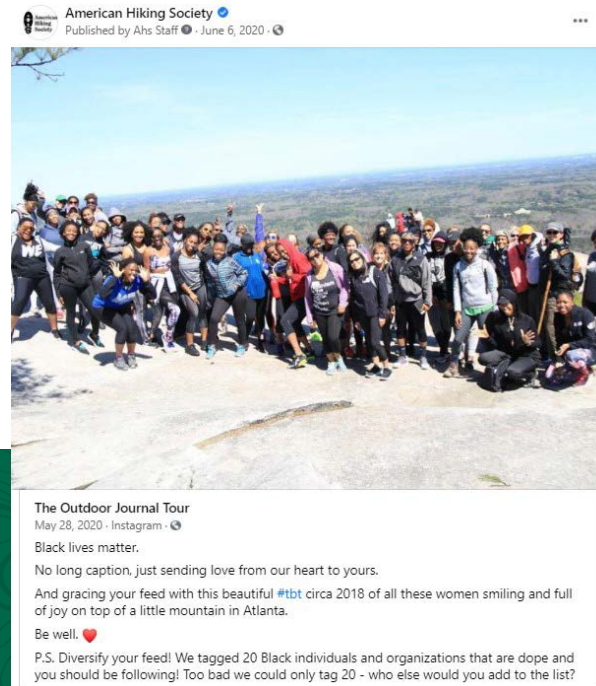 American
Hiking
Society
American Hiking Society
Published by Ahs Staff · June 6, 2020 ·
The Outdoor Journal Tour
May 28, 2020 · Instagram ·
Black lives matter.
No long caption, just sending love from our heart to yours.
And gracing your feed with this beautiful #tbt circa 2018 of all these women smiling and full
of joy on top of a little mountain in Atlanta.
Be well. ❤️
P.S. Diversify your feed! We tagged 20 Black individuals and organizations that are dope and
you should be following! Too bad we could only tag 20 - who else would you add to the list?